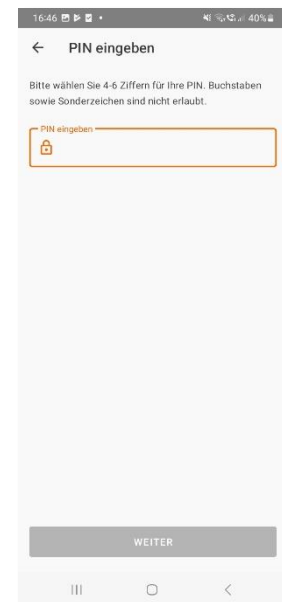 16:46 40%
PIN eingeben
Bitte wählen Sie 4-6 Ziffern für Ihre PIN. Buchstaben
sowie Sonderzeichen sind nicht erlaubt.
PIN eingeben
WEITER